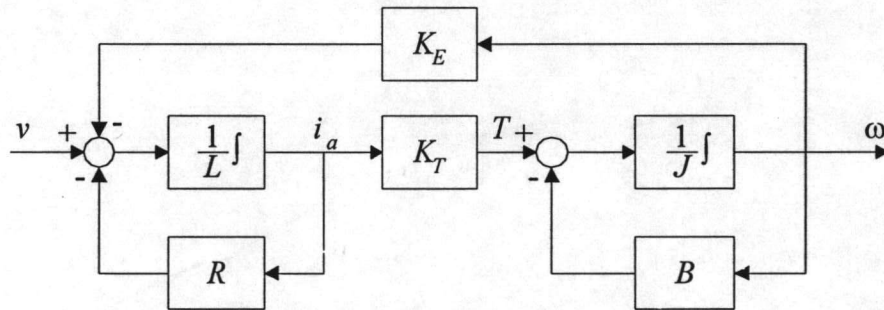 K_E
v + - 1/L ∫ i_a K_T T + 1/J ∫ ω
- -
R B